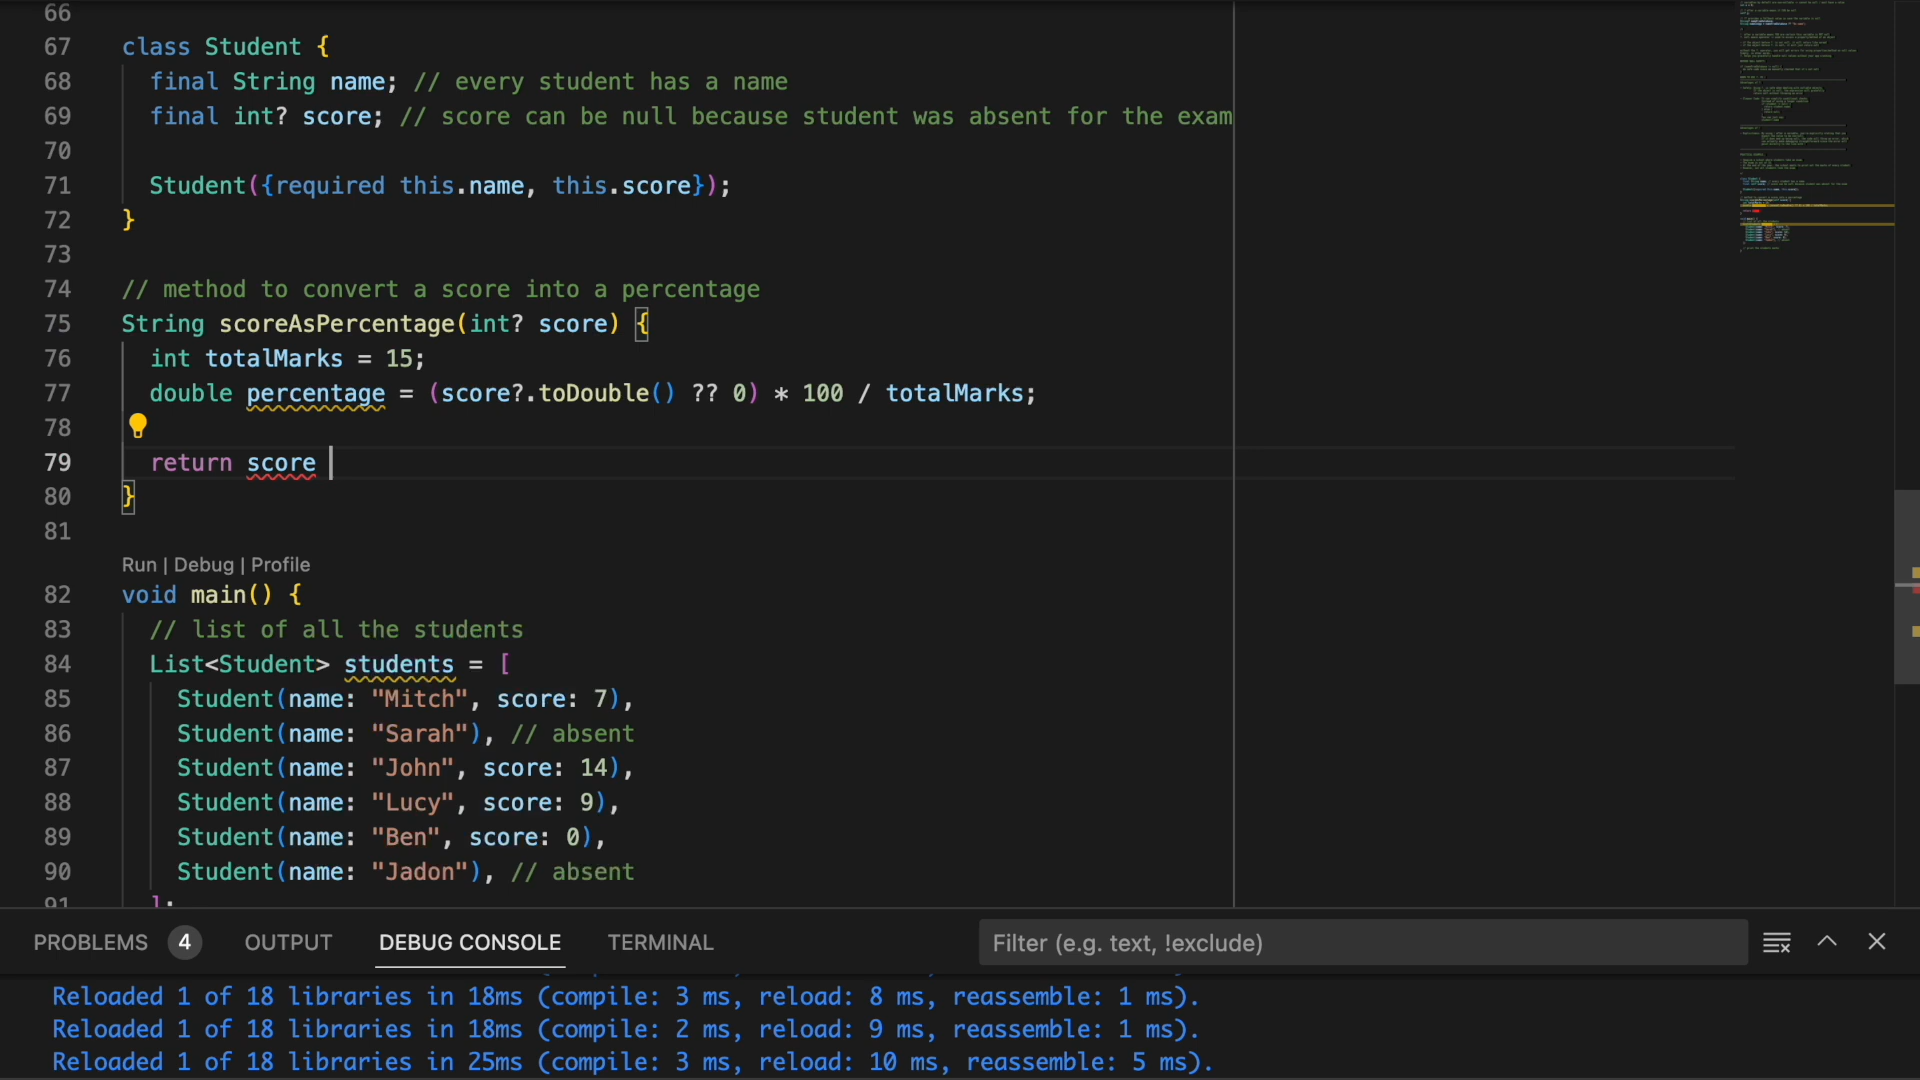 66
67 class Student {
68 final String name; // every student has a name
69 final int? score; // score can be null because student was absent for the exam
70
71 Student({required this.name, this.score});
72 }
73
74 // method to convert a score into a percentage
75 String scoreAsPercentage(int? score) {
76 int totalMarks = 15;
77 double percentage = (score?.toDouble() ?? 0) * 100 / totalMarks;
78
79 return score
80 }
81
Run | Debug | Profile
82 void main() {
83 // list of all the students
84 List<Student> students = [
85 Student(name: "Mitch", score: 7),
86 Student(name: "Sarah"), // absent
87 Student(name: "John", score: 14),
88 Student(name: "Lucy", score: 9),
89 Student(name: "Ben", score: 0),
90 Student(name: "Jadon"), // absent
91 ];
PROBLEMS 4 OUTPUT DEBUG CONSOLE TERMINAL Filter (e.g. text, !exclude)
Reloaded 1 of 18 libraries in 18ms (compile: 3 ms, reload: 8 ms, reassemble: 1 ms).
Reloaded 1 of 18 libraries in 18ms (compile: 2 ms, reload: 9 ms, reassemble: 1 ms).
Reloaded 1 of 18 libraries in 25ms (compile: 3 ms, reload: 10 ms, reassemble: 5 ms).